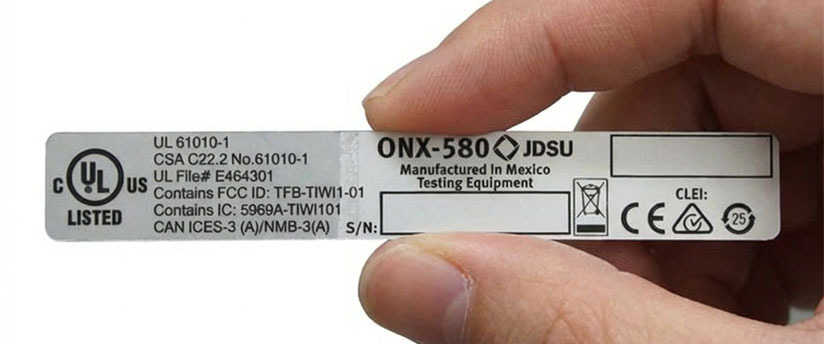 C UL US
LISTED
UL 61010-1
CSA C22.2 No.61010-1
UL File# E464301
Contains FCC ID: TFB-TIWI1-01
Contains IC: 5969A-TIWI101
CAN ICES-3 (A)/NMB-3(A)
ONX-580 JDSU
Manufactured In Mexico
Testing Equipment
S/N:
CLEI:
CE
25